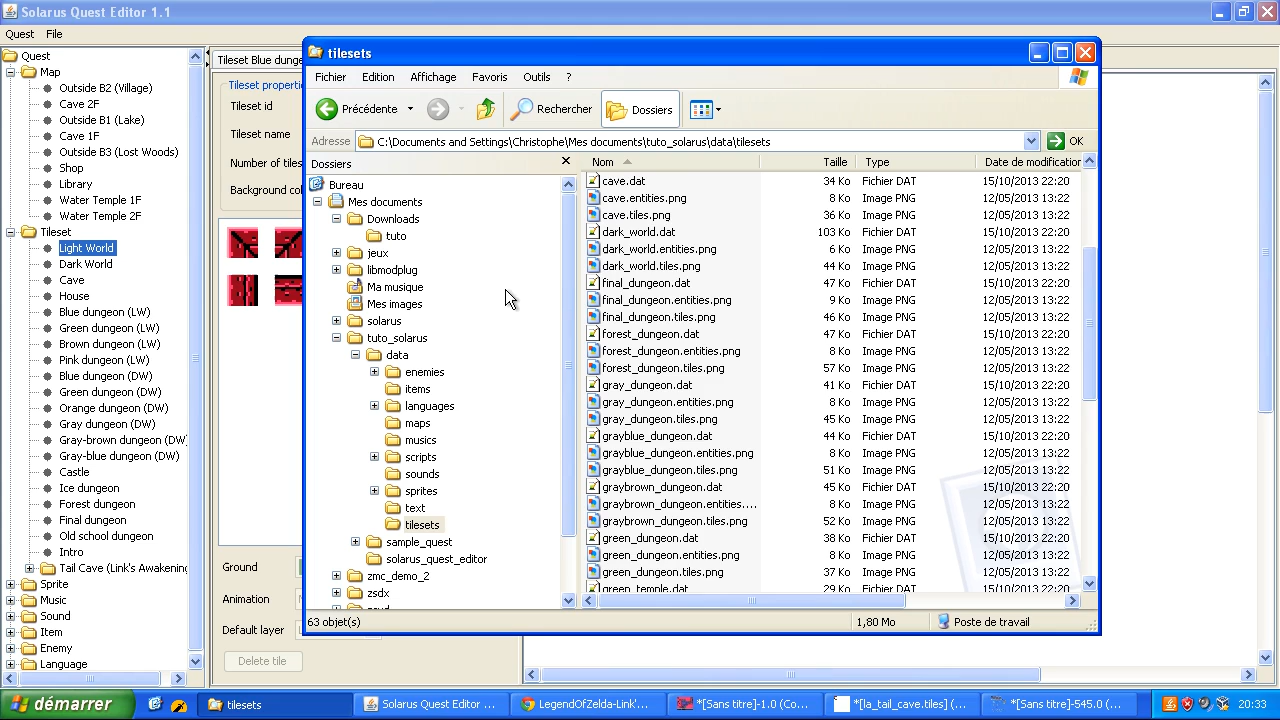 Solarus Quest Editor 1.1
Quest File
Quest
Map
Outside B2 (Village)
Cave 2F
Outside B1 (Lake)
Cave 1F
Outside B3 (Lost Woods)
Shop
Library
Water Temple 1F
Water Temple 2F
Tileset
Light World
Dark World
Cave
House
Blue dungeon (LW)
Green dungeon (LW)
Brown dungeon (LW)
Pink dungeon (LW)
Blue dungeon (DW)
Green dungeon (DW)
Orange dungeon (DW)
Gray dungeon (DW)
Gray-brown dungeon (DW)
Gray-blue dungeon (DW)
Castle
Ice dungeon
Forest dungeon
Final dungeon
Old school dungeon
Intro
Tail Cave (Link's Awakening
Sprite
Music
Sound
Item
Enemy
Language
Tileset Blue dunge
Tileset properti
Tileset id
Tileset name
Number of tiles
Background col
Ground
Animation
Default layer
Delete tile
tilesets
Fichier Edition Affichage Favoris Outils ?
Précédente Rechercher Dossiers
Adresse C:\Documents and Settings\Christophe\Mes documents\tuto_solarus\data\tilesets OK
Dossiers
Bureau
Mes documents
Downloads
tuto
jeux
libmodplug
Ma musique
Mes images
solarus
tuto_solarus
data
enemies
items
languages
maps
musics
scripts
sounds
sprites
text
tilesets
sample_quest
solarus_quest_editor
zmc_demo_2
zsdx
Nom Taille Type Date de modification
cave.dat 34 Ko Fichier DAT 15/10/2013 22:20
cave.entities.png 8 Ko Image PNG 12/05/2013 13:22
cave.tiles.png 36 Ko Image PNG 12/05/2013 13:22
dark_world.dat 103 Ko Fichier DAT 15/10/2013 22:20
dark_world.entities.png 6 Ko Image PNG 12/05/2013 13:22
dark_world.tiles.png 44 Ko Image PNG 12/05/2013 13:22
final_dungeon.dat 47 Ko Fichier DAT 15/10/2013 22:20
final_dungeon.entities.png 9 Ko Image PNG 12/05/2013 13:22
final_dungeon.tiles.png 46 Ko Image PNG 12/05/2013 13:22
forest_dungeon.dat 47 Ko Fichier DAT 15/10/2013 22:20
forest_dungeon.entities.png 8 Ko Image PNG 12/05/2013 13:22
forest_dungeon.tiles.png 57 Ko Image PNG 12/05/2013 13:22
gray_dungeon.dat 41 Ko Fichier DAT 15/10/2013 22:20
gray_dungeon.entities.png 8 Ko Image PNG 12/05/2013 13:22
gray_dungeon.tiles.png 45 Ko Image PNG 12/05/2013 13:22
grayblue_dungeon.dat 44 Ko Fichier DAT 15/10/2013 22:20
grayblue_dungeon.entities.png 8 Ko Image PNG 12/05/2013 13:22
grayblue_dungeon.tiles.png 51 Ko Image PNG 12/05/2013 13:22
graybrown_dungeon.dat 45 Ko Fichier DAT 15/10/2013 22:20
graybrown_dungeon.entities.... 8 Ko Image PNG 12/05/2013 13:22
graybrown_dungeon.tiles.png 52 Ko Image PNG 12/05/2013 13:22
green_dungeon.dat 38 Ko Fichier DAT 15/10/2013 22:20
green_dungeon.entities.png 8 Ko Image PNG 12/05/2013 13:22
green_dungeon.tiles.png 37 Ko Image PNG 12/05/2013 13:22
green_temple.dat 29 Ko Fichier DAT 15/10/2013 22:20
63 objet(s) 1,80 Mo Poste de travail
démarrer tilesets Solarus Quest Editor ... LegendOfZelda-Link'... *[Sans titre]-1.0 (Co... *[la_tail_cave.tiles] (... *[Sans titre]-545.0 (... 20:33